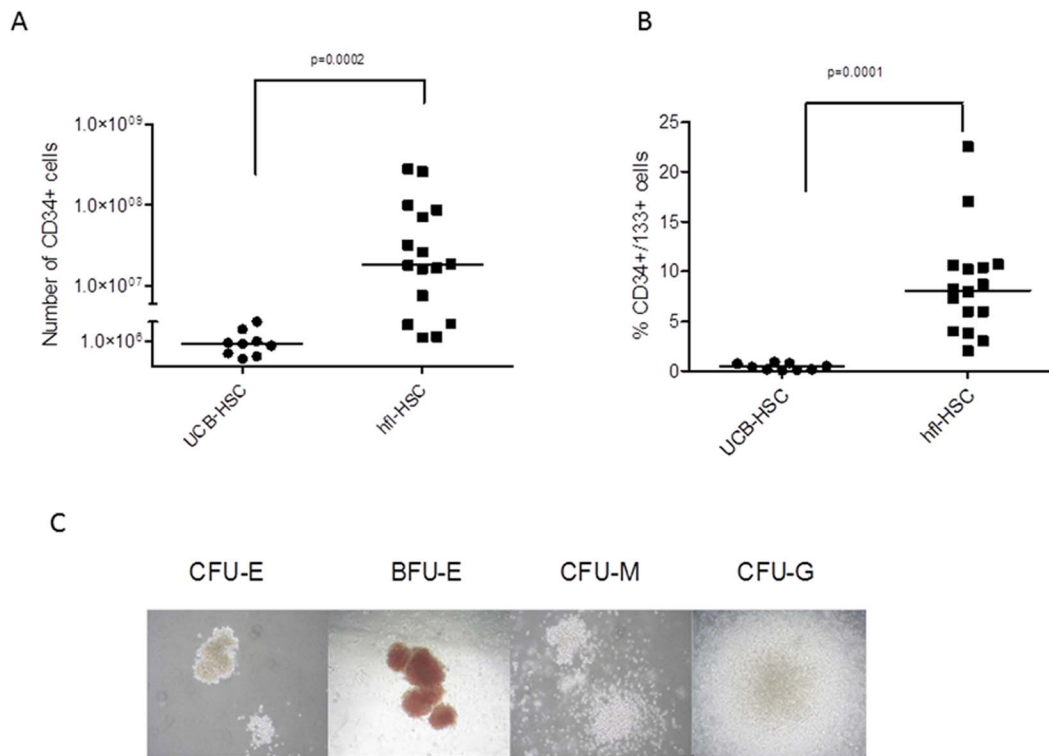 A
p=0.0002
Number of CD34+ cells
1.0×10⁰⁹
1.0×10⁰⁸
1.0×10⁰⁷
1.0×10⁰⁶
UCB-HSC
hfl-HSC
B
p=0.0001
% CD34+/133+ cells
25
20
15
10
5
0
UCB-HSC
hfl-HSC
C
CFU-E BFU-E CFU-M CFU-G